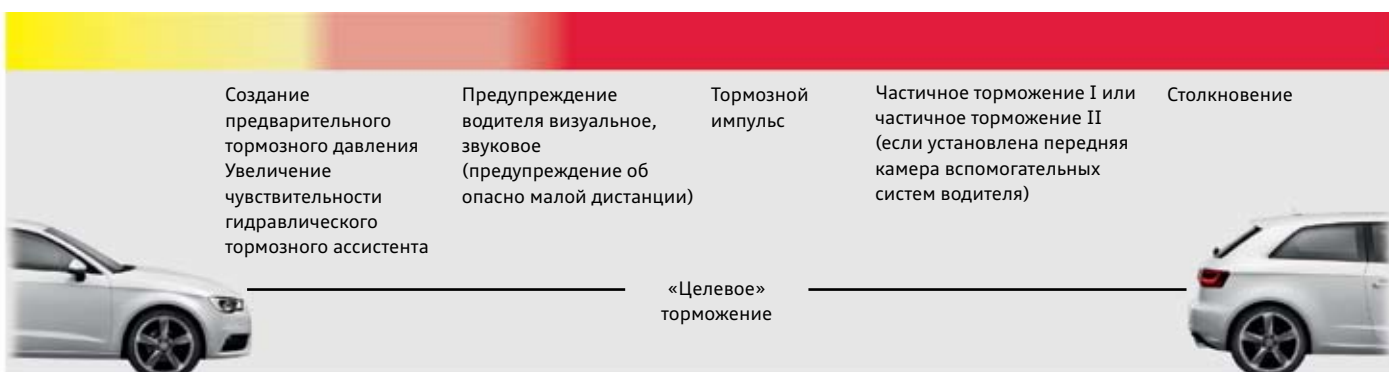 Создание
предварительного
тормозного давления
Увеличение
чувствительности
гидравлического
тормозного ассистента
Предупреждение
водителя визуальное,
звуковое
(предупреждение об
опасно малой дистанции)
Тормозной
импульс
Частичное торможение I или
частичное торможение II
(если установлена передняя
камера вспомогательных
систем водителя)
Столкновение
«Целевое»
торможение